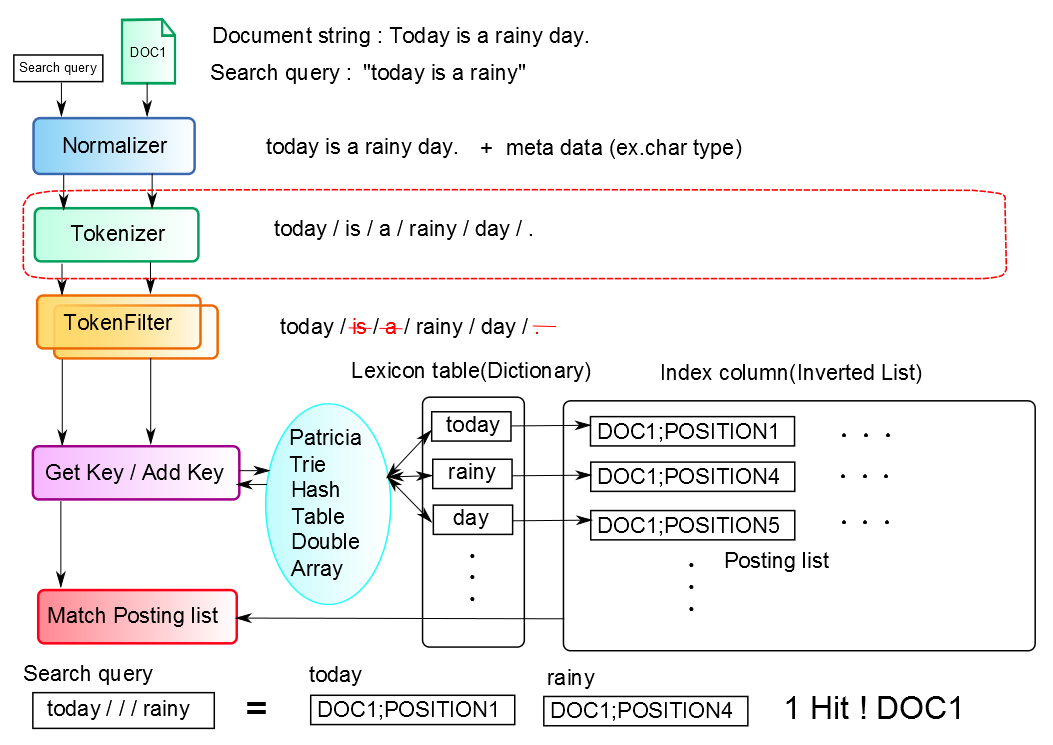 Document string : Today is a rainy day.
DOC1
Search query
Search query : "today is a rainy"
Normalizer
today is a rainy day. + meta data (ex.char type)
Tokenizer
today / is / a / rainy / day / .
TokenFilter
today / is / a / rainy / day / .
Lexicon table(Dictionary)
Index column(Inverted List)
Get Key / Add Key
Patricia
Trie
Hash
Table
Double
Array
today
rainy
day
.
.
.
DOC1;POSITION1 . . .
DOC1;POSITION4 . . .
DOC1;POSITION5 . . .
Posting list
.
.
.
Match Posting list
Search query
today / / / rainy
=
today
DOC1;POSITION1
rainy
DOC1;POSITION4
1 Hit ! DOC1